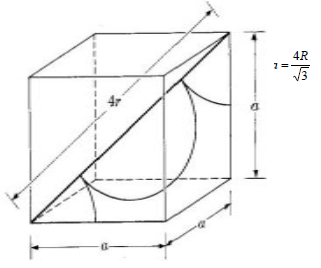 4r
a
ı = 4R / √3
a
a